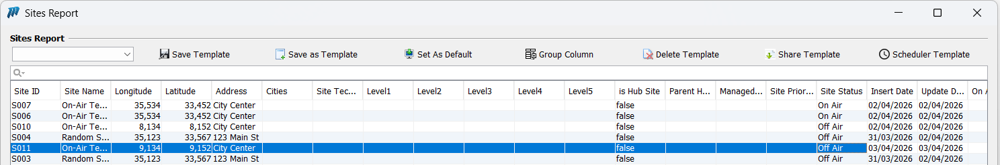 Sites Report
Sites Report
Save Template Save as Template Set As Default Group Column Delete Template Share Template Scheduler Template
Site ID Site Name Longitude Latitude Address Cities Site Tec... Level1 Level2 Level3 Level4 Level5 is Hub Site Parent H... Managed... Site Prior... Site Status Insert Date Update D... On A
S007 On-Air Te... 35,534 33,452 City Center false On Air 02/04/2026 02/04/2026
S006 On-Air Te... 35,534 33,452 City Center false On Air 02/04/2026 02/04/2026
S010 On-Air Te... 8,134 8,152 City Center false Off Air 02/04/2026 02/04/2026
S004 Random S... 35,123 33,567 123 Main St false Off Air 31/03/2026 02/04/2026
S011 On-Air Te... 9,134 9,152 City Center false Off Air 03/04/2026 03/04/2026
S003 Random S... 35,123 33,567 123 Main St false Off Air 31/03/2026 02/04/2026